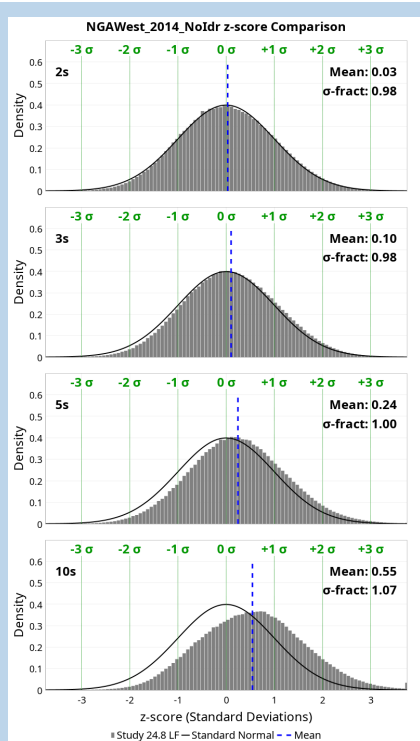 NGAWest_2014_NoIdr z-score Comparison
-3 σ -2 σ -1 σ 0 σ +1 σ +2 σ +3 σ
0.6
2s Mean: 0.03
0.5
σ-fract: 0.98
0.4
Density
0.3
0.2
0.1
0
-3 σ -2 σ -1 σ 0 σ +1 σ +2 σ +3 σ
0.6
3s Mean: 0.10
0.5
σ-fract: 0.98
0.4
Density
0.3
0.2
0.1
0
-3 σ -2 σ -1 σ 0 σ +1 σ +2 σ +3 σ
0.6
5s Mean: 0.24
0.5
σ-fract: 1.00
0.4
Density
0.3
0.2
0.1
0
-3 σ -2 σ -1 σ 0 σ +1 σ +2 σ +3 σ
0.6
10s Mean: 0.55
0.5
σ-fract: 1.07
0.4
Density
0.3
0.2
0.1
0
-3 -2 -1 0 1 2 3
z-score (Standard Deviations)
Study 24.8 LF Standard Normal Mean